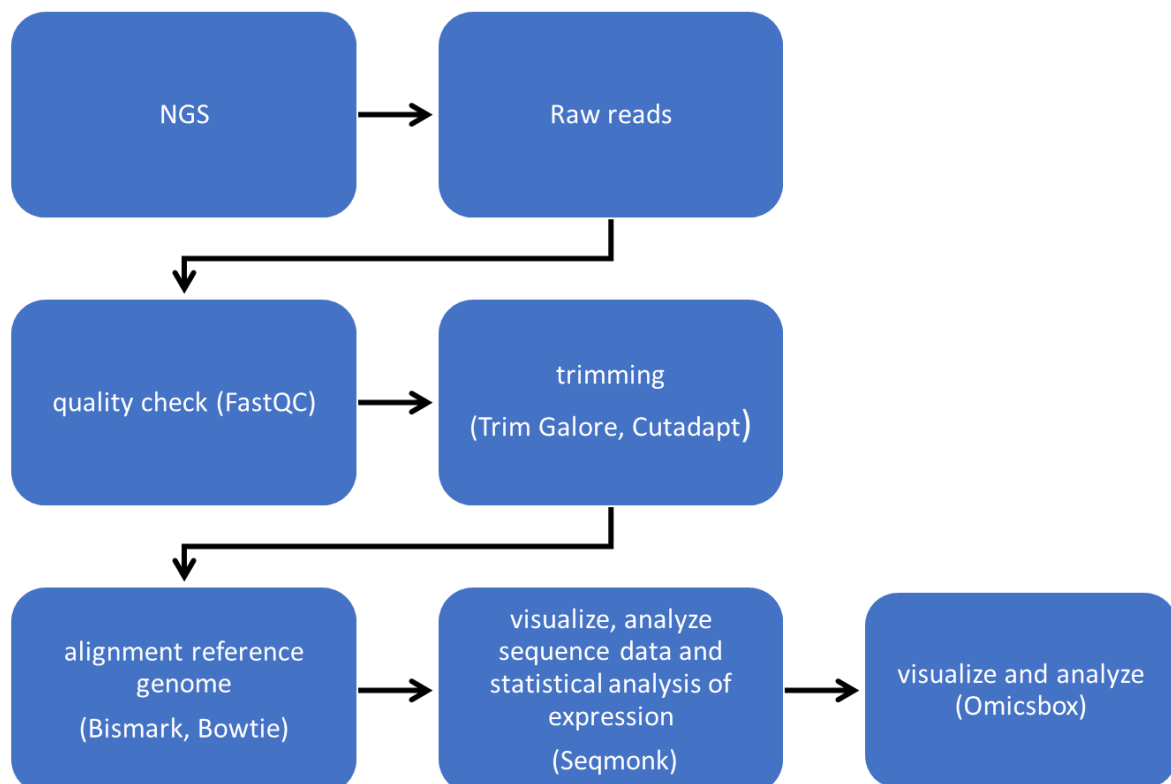 NGS
Raw reads
quality check (FastQC)
trimming
(Trim Galore, Cutadapt)
alignment reference
genome
(Bismark, Bowtie)
visualize, analyze
sequence data and
statistical analysis of
expression
(Seqmonk)
visualize and analyze
(Omicsbox)